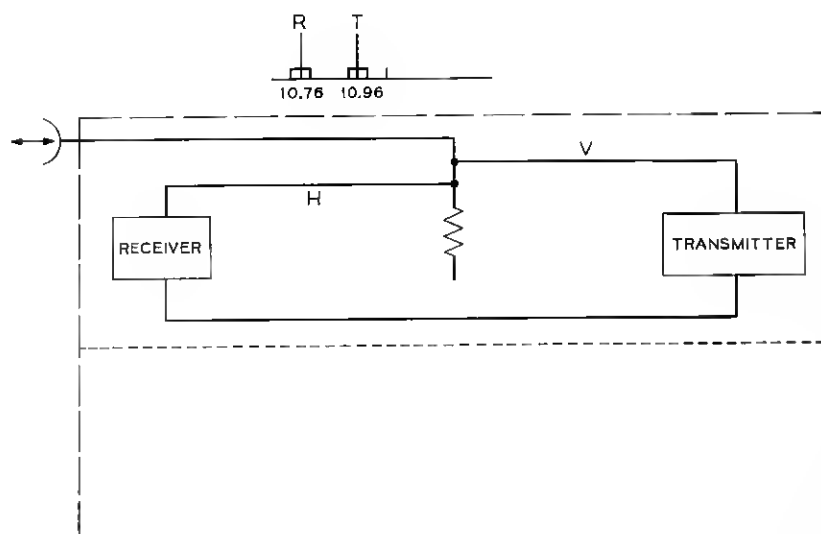 R T
10.76 10.96
V
H
RECEIVER
TRANSMITTER